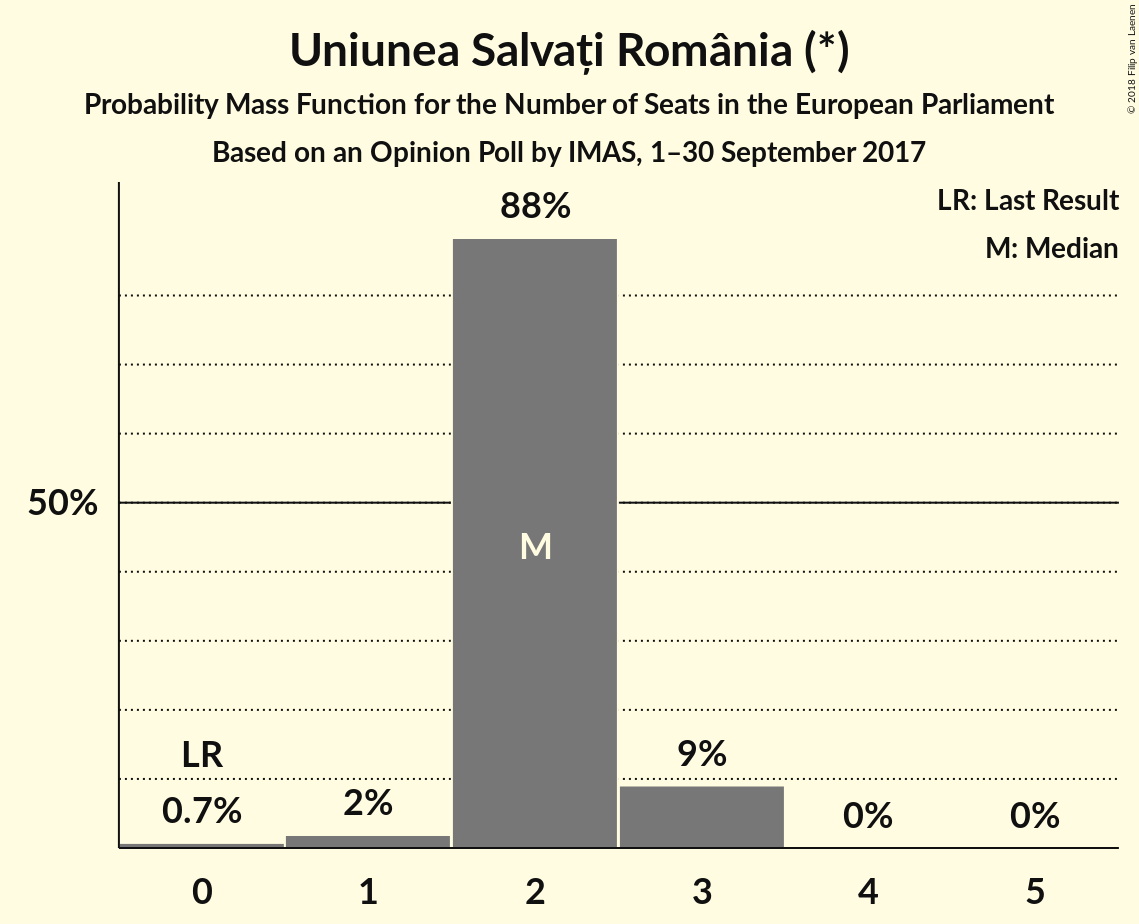 Uniunea Salvați România (*)
Probability Mass Function for the Number of Seats in the European Parliament
Based on an Opinion Poll by IMAS, 1–30 September 2017
© 2018 Filip van Laenen
LR: Last Result
M: Median
88%
50%
M
LR
0.7%
2%
9%
0%
0%
0 1 2 3 4 5